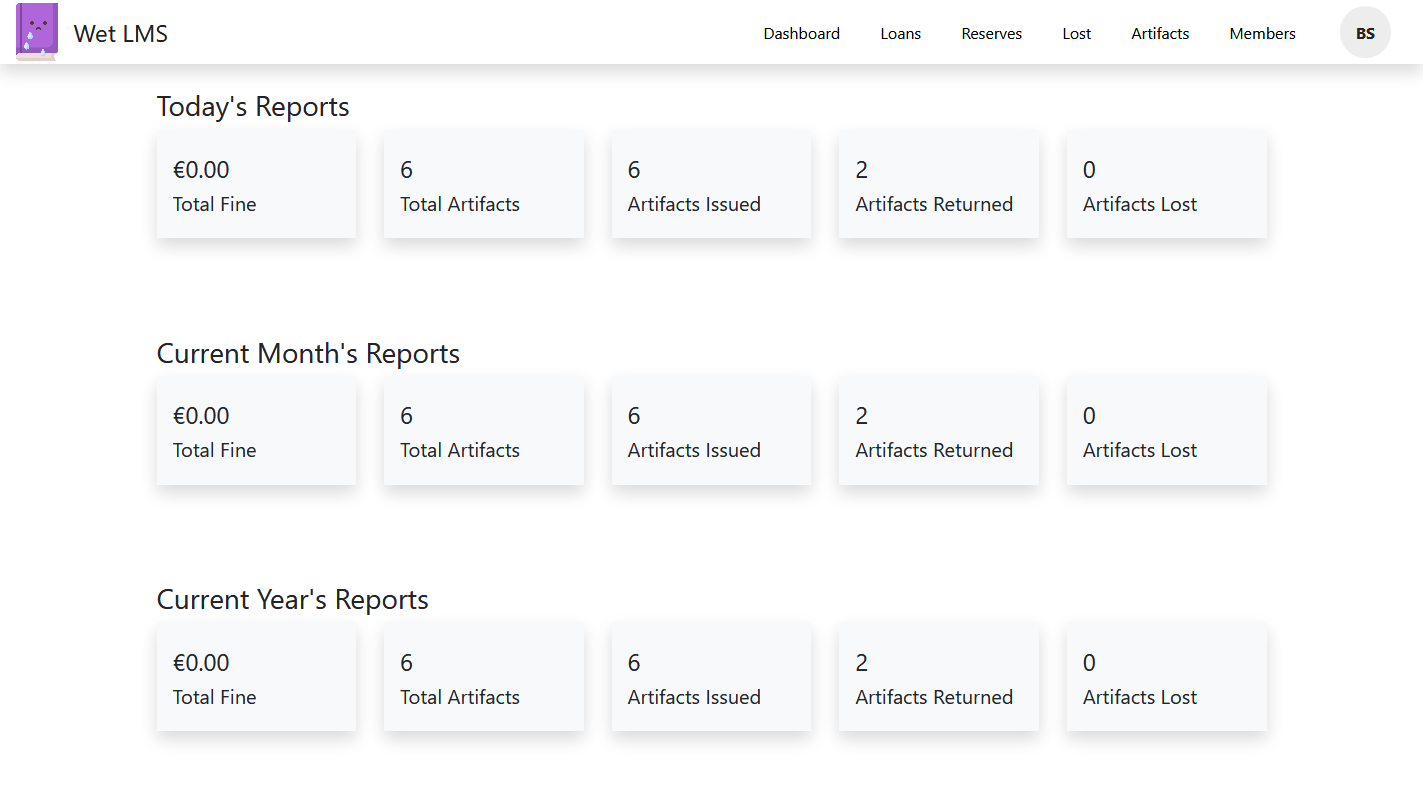 Wet LMS Dashboard Loans Reserves Lost Artifacts Members BS
Today's Reports
€0.00 6 6 2 0
Total Fine Total Artifacts Artifacts Issued Artifacts Returned Artifacts Lost
Current Month's Reports
€0.00 6 6 2 0
Total Fine Total Artifacts Artifacts Issued Artifacts Returned Artifacts Lost
Current Year's Reports
€0.00 6 6 2 0
Total Fine Total Artifacts Artifacts Issued Artifacts Returned Artifacts Lost